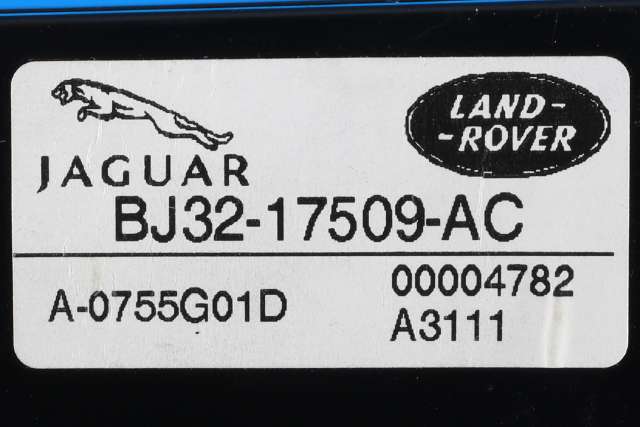 JAGUAR
LAND-
-ROVER
BJ32-17509-AC
A-0755G01D
00004782
A3111